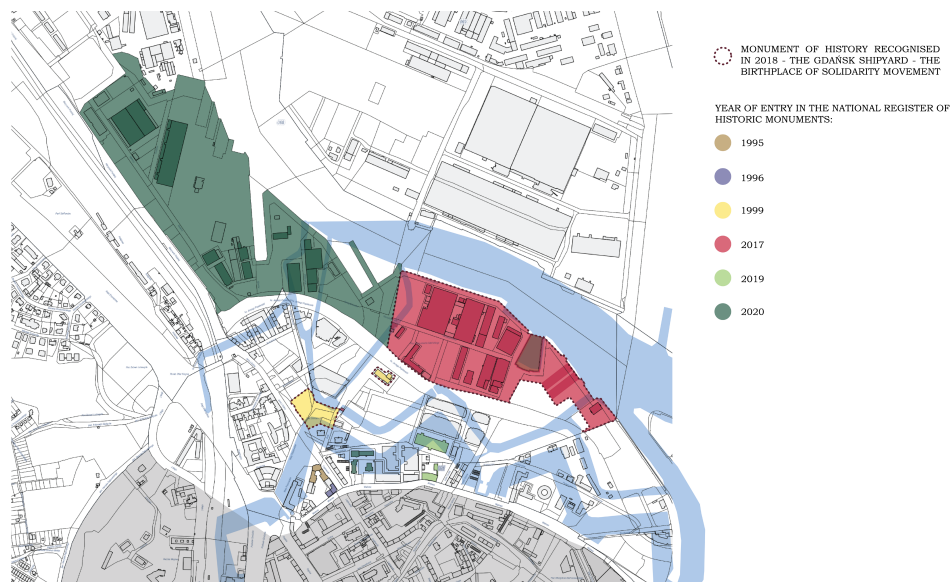 MONUMENT OF HISTORY RECOGNISED
IN 2018 - THE GDAŃSK SHIPYARD - THE
BIRTHPLACE OF SOLIDARITY MOVEMENT
YEAR OF ENTRY IN THE NATIONAL REGISTER OF
HISTORIC MONUMENTS:
1995
1996
1999
2017
2019
2020